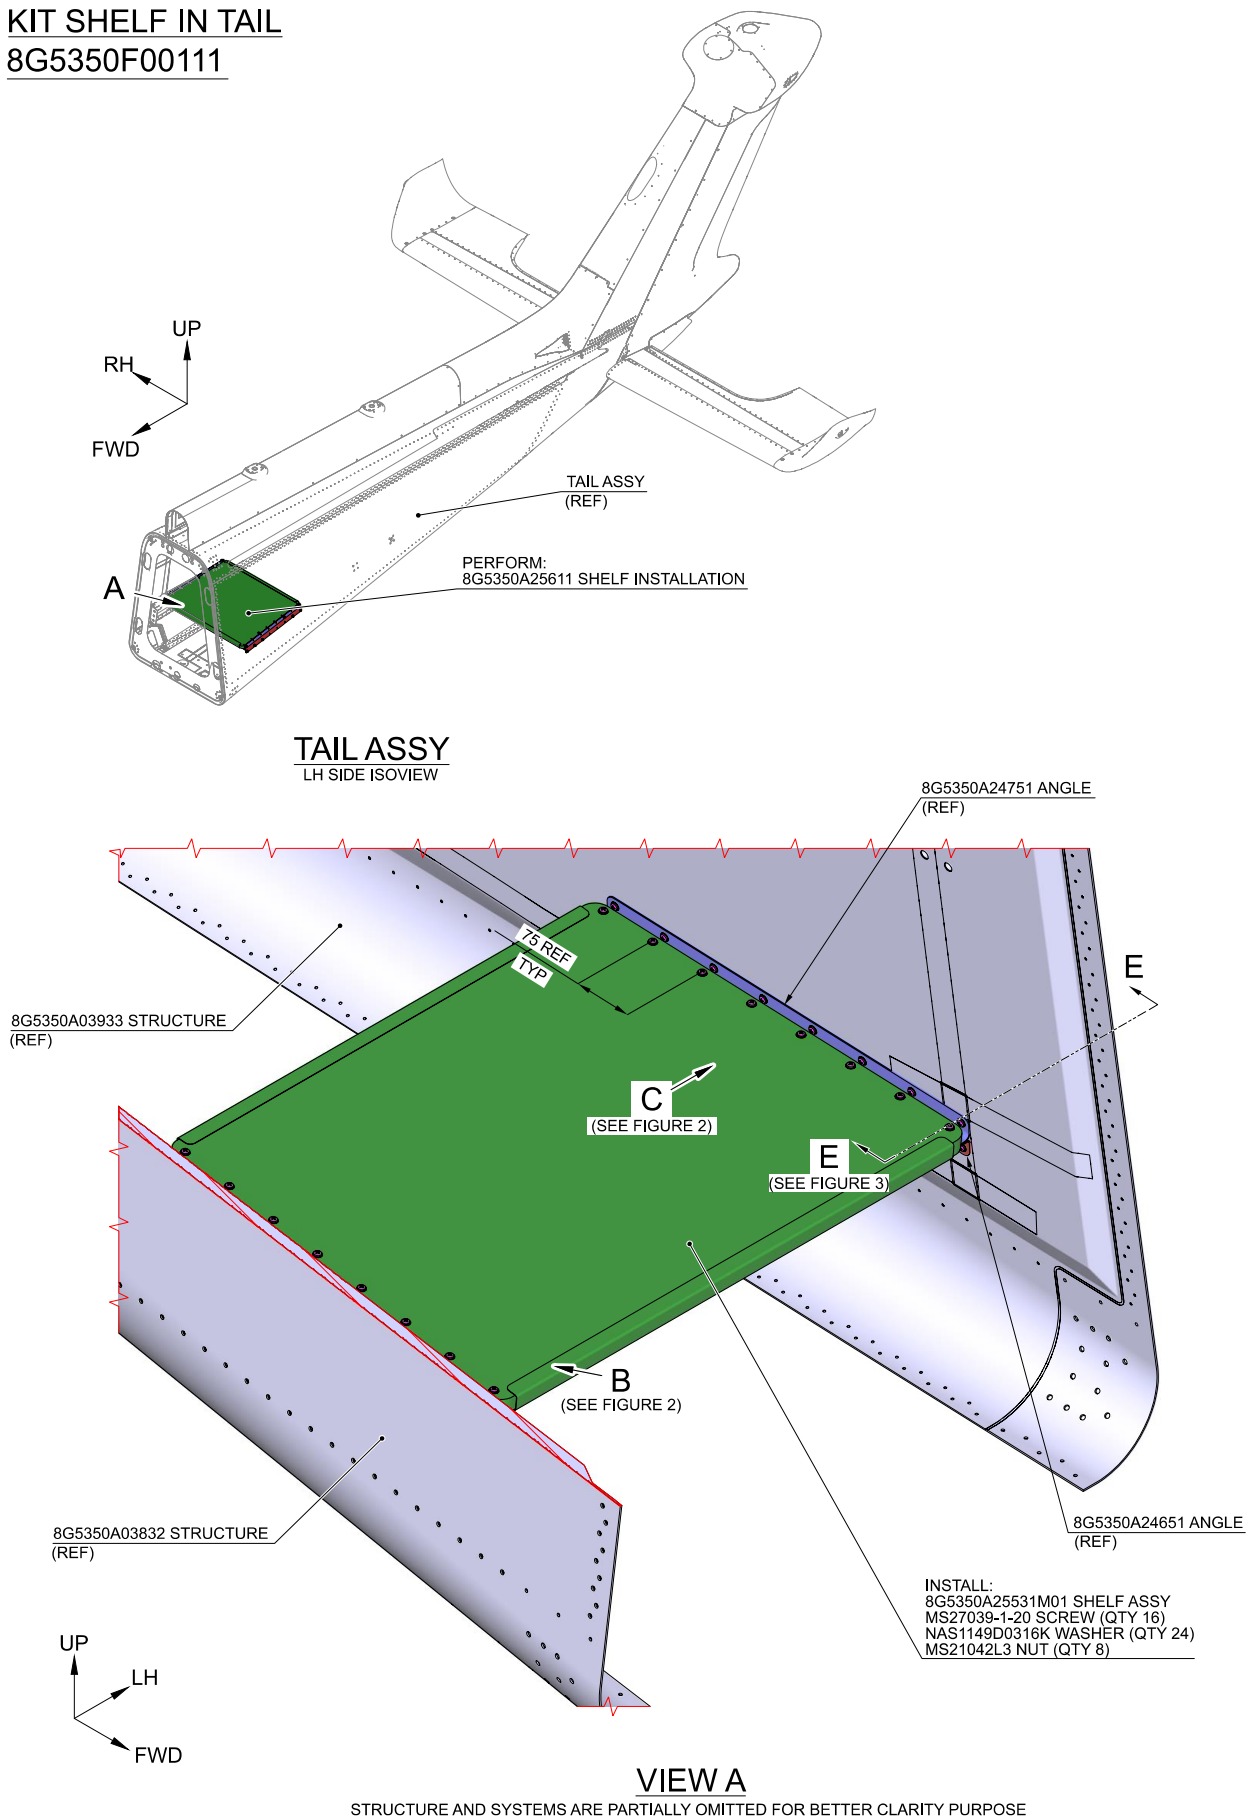 KIT SHELF IN TAIL
8G5350F00111
UP
RH
FWD
TAIL ASSY
(REF)
PERFORM:
8G5350A25611 SHELF INSTALLATION
A
TAIL ASSY
LH SIDE ISOVIEW
8G5350A24751 ANGLE
(REF)
75 REF
TYP
E
8G5350A03933 STRUCTURE
(REF)
C
(SEE FIGURE 2)
E
(SEE FIGURE 3)
B
(SEE FIGURE 2)
8G5350A03832 STRUCTURE
(REF)
8G5350A24651 ANGLE
(REF)
INSTALL:
8G5350A25531M01 SHELF ASSY
MS27039-1-20 SCREW (QTY 16)
NAS1149D0316K WASHER (QTY 24)
MS21042L3 NUT (QTY 8)
UP
LH
FWD
VIEW A
STRUCTURE AND SYSTEMS ARE PARTIALLY OMITTED FOR BETTER CLARITY PURPOSE